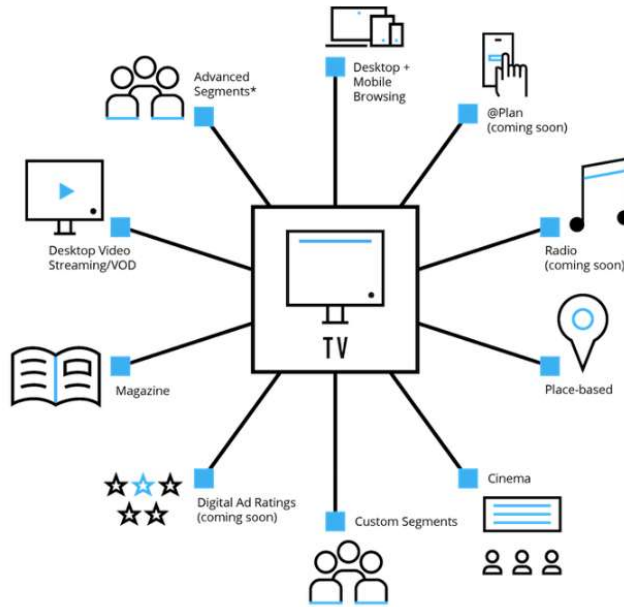 Desktop +
Mobile
Browsing
Advanced
Segments*
@Plan
(coming soon)
Desktop Video
Streaming/VOD
Radio
(coming soon)
TV
Magazine
Place-based
Digital Ad Ratings
(coming soon)
Cinema
Custom Segments